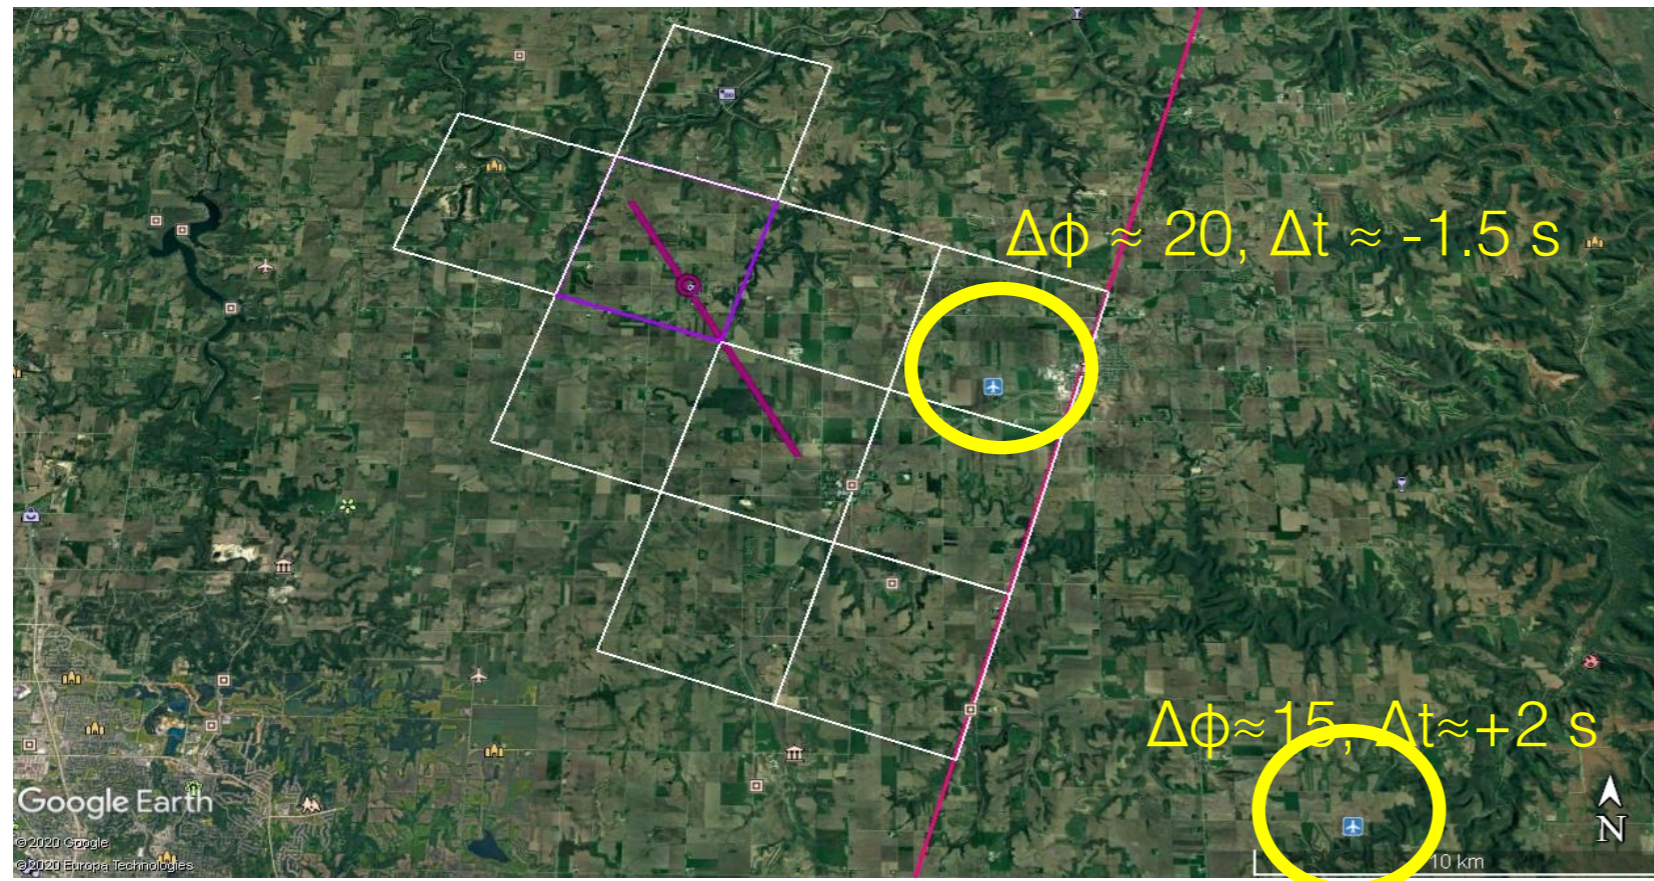 Δϕ ≈ 20, Δt ≈ -1.5 s
Δϕ≈15, Δt≈+2 s
Google Earth
N
© 2020 Google
© 2020 Europa Technologies
10 km